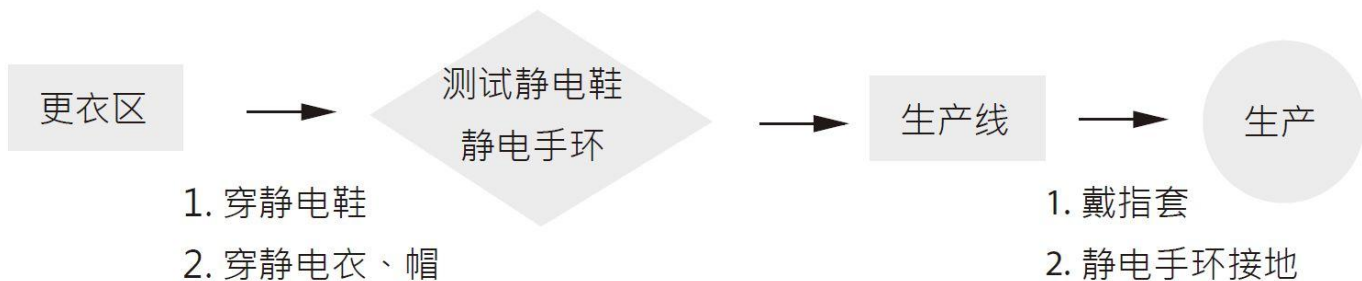 更衣区
测试静电鞋
静电手环
生产线
生产
1. 穿静电鞋
2. 穿静电衣、帽
1. 戴指套
2. 静电手环接地